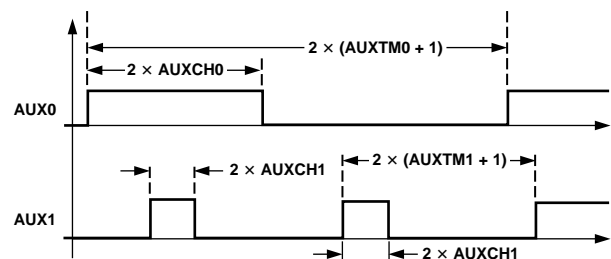 2 × (AUXTM0 + 1)
2 × AUXCH0
AUX0
2 × (AUXTM1 + 1)
2 × AUXCH1
AUX1
2 × AUXCH1